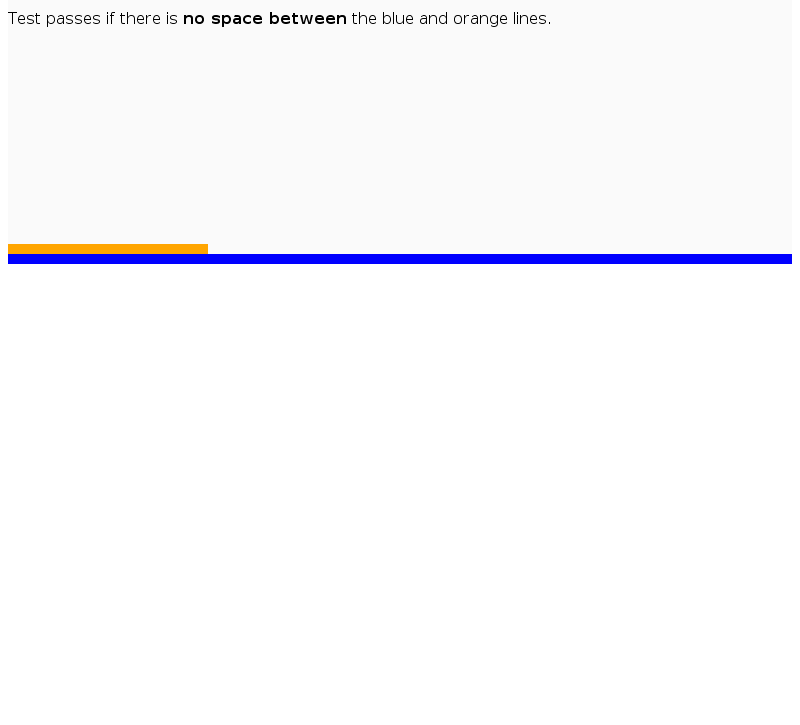 Test passes if there is no space between the blue and orange lines.